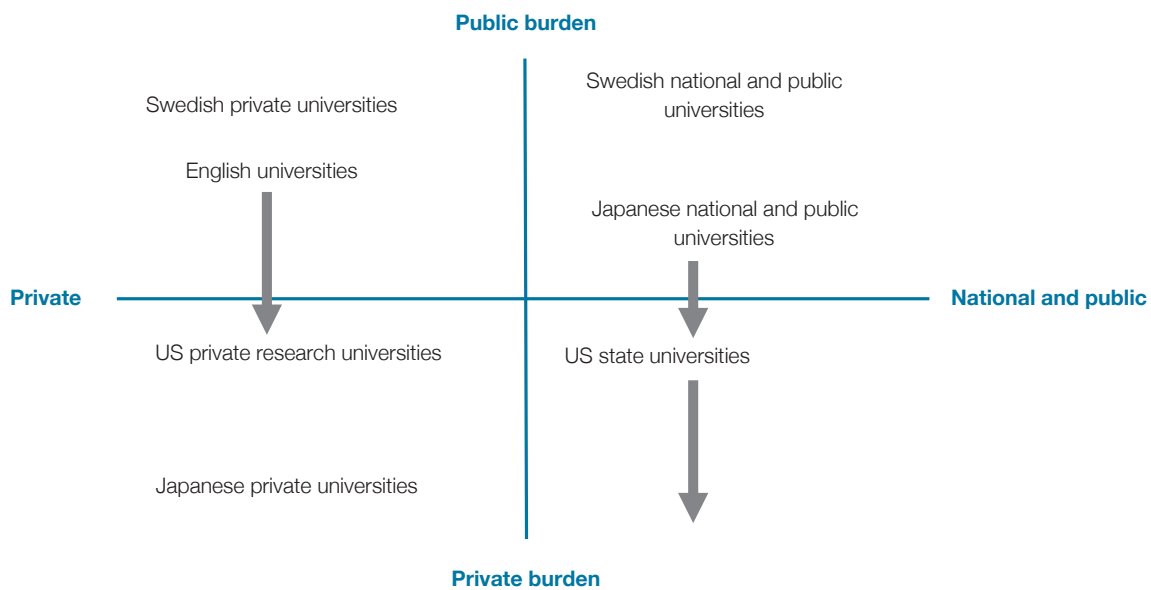 Public burden
Swedish private universities
Swedish national and public
universities
English universities
Japanese national and public
universities
Private
National and public
US private research universities
US state universities
Japanese private universities
Private burden